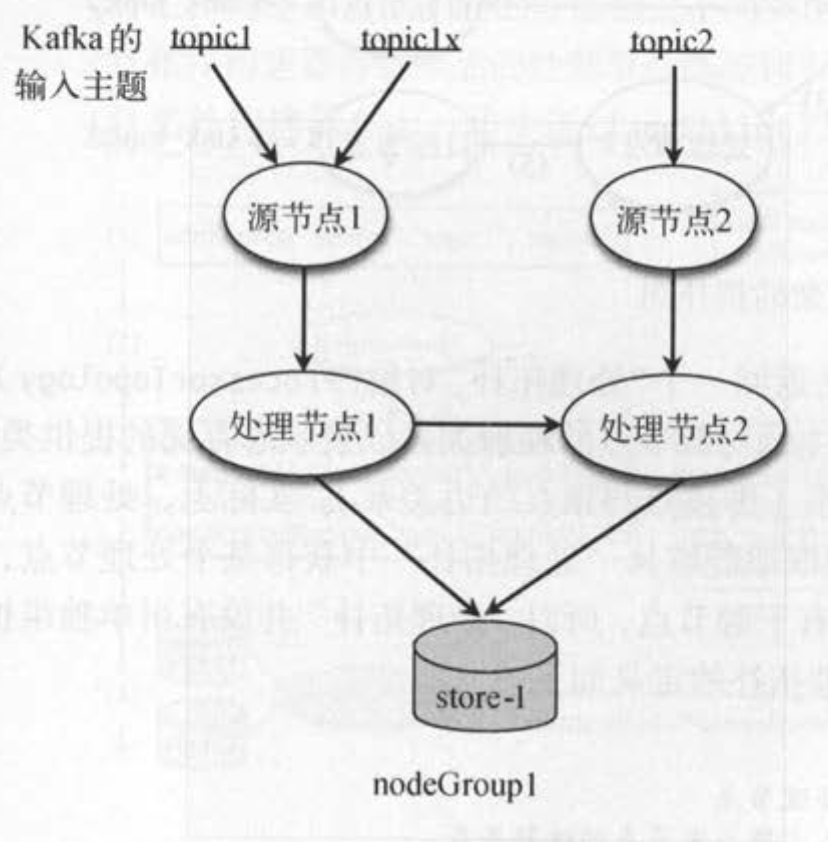 Kafka的
输入主题
topic1
topic1x
topic2
源节点1
源节点2
处理节点1
处理节点2
store-1
nodeGroup1